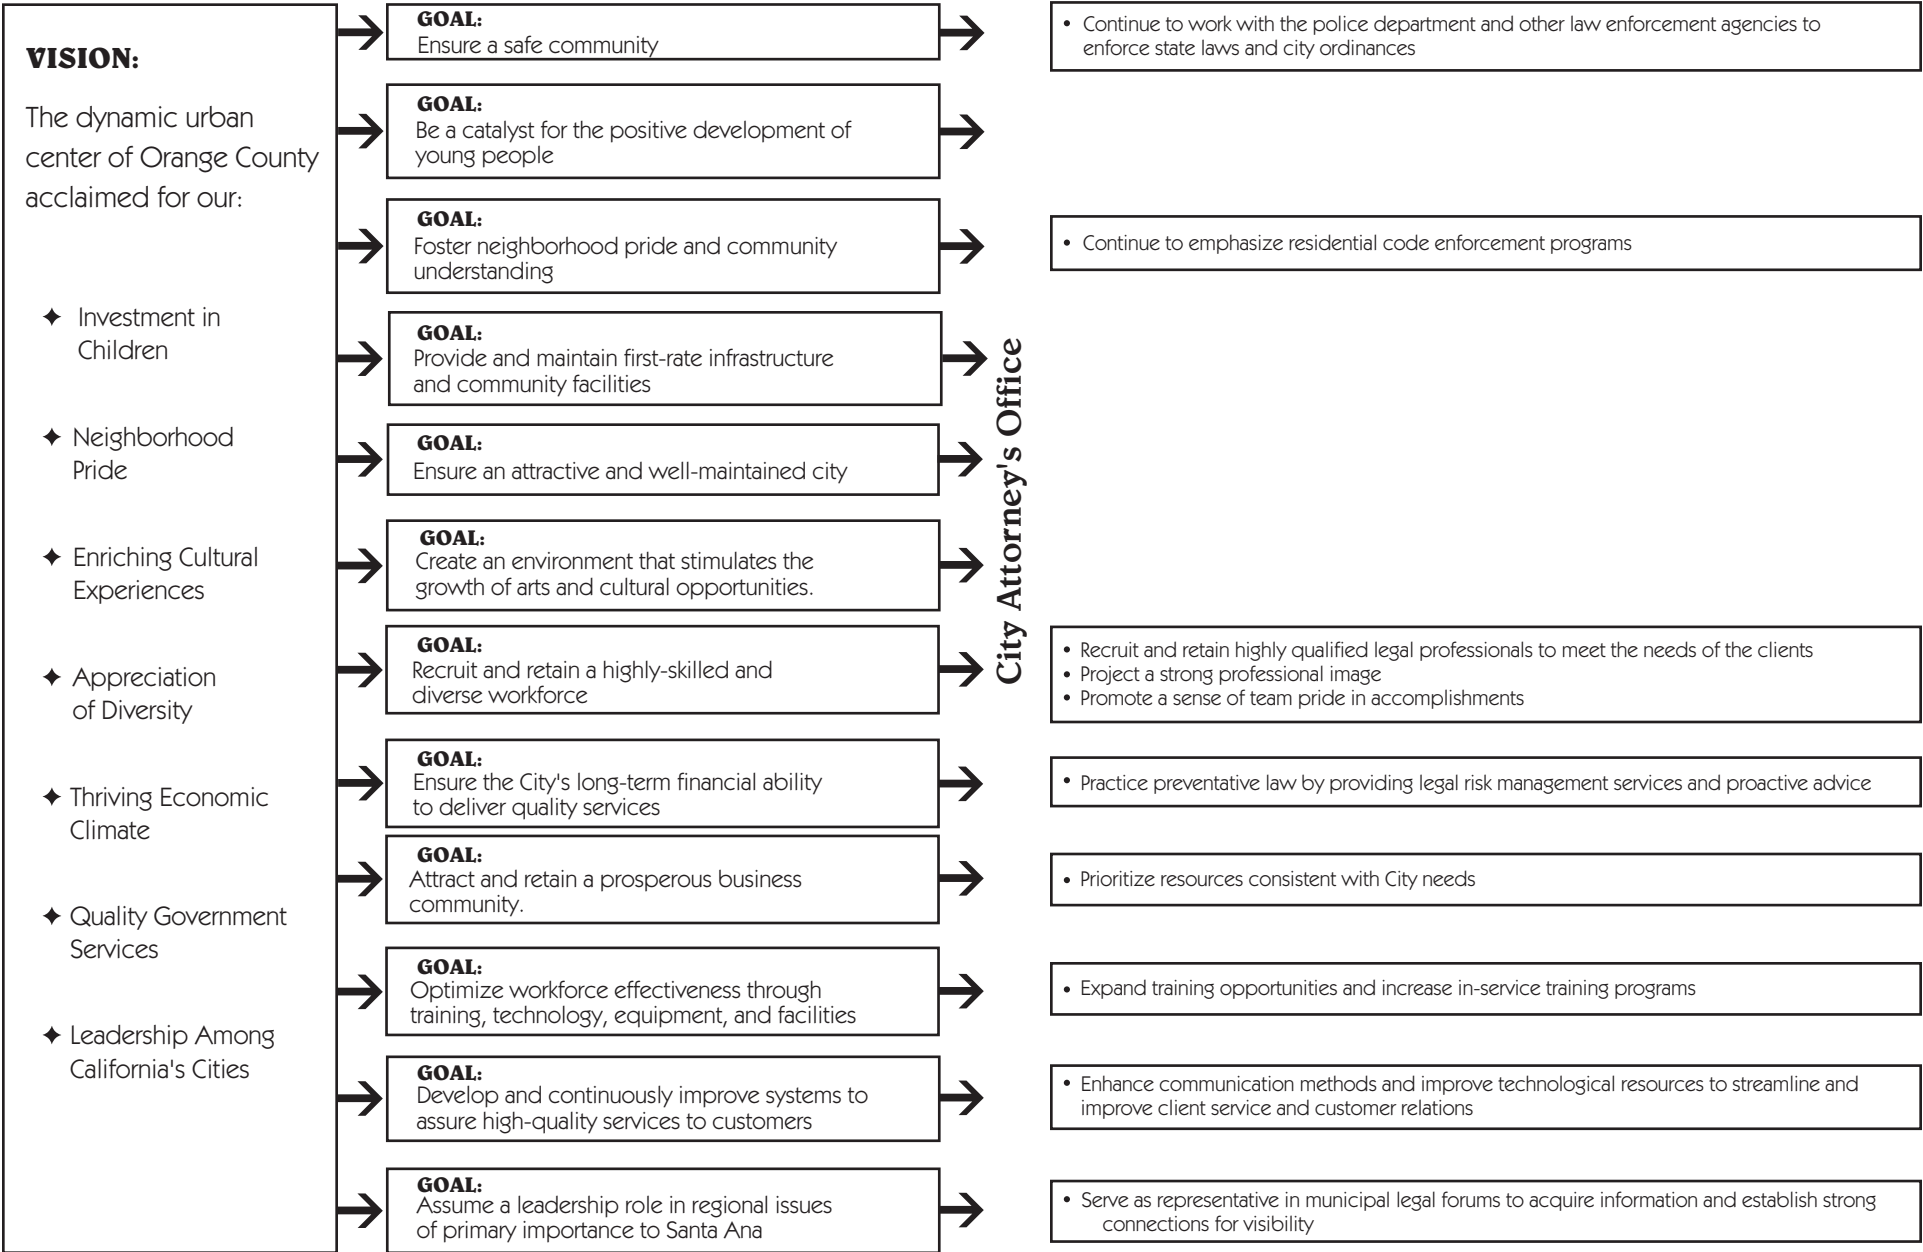 VISION:
The dynamic urban
center of Orange County
acclaimed for our:
✦ Investment in
Children
✦ Neighborhood
Pride
✦ Enriching Cultural
Experiences
✦ Appreciation
of Diversity
✦ Thriving Economic
Climate
✦ Quality Government
Services
✦ Leadership Among
California's Cities
GOAL:
Ensure a safe community
GOAL:
Be a catalyst for the positive development of
young people
GOAL:
Foster neighborhood pride and community
understanding
GOAL:
Provide and maintain first-rate infrastructure
and community facilities
GOAL:
Ensure an attractive and well-maintained city
GOAL:
Create an environment that stimulates the
growth of arts and cultural opportunities.
GOAL:
Recruit and retain a highly-skilled and
diverse workforce
GOAL:
Ensure the City's long-term financial ability
to deliver quality services
GOAL:
Attract and retain a prosperous business
community.
GOAL:
Optimize workforce effectiveness through
training, technology, equipment, and facilities
GOAL:
Develop and continuously improve systems to
assure high-quality services to customers
GOAL:
Assume a leadership role in regional issues
of primary importance to Santa Ana
City Attorney's Office
• Continue to work with the police department and other law enforcement agencies to
enforce state laws and city ordinances
• Continue to emphasize residential code enforcement programs
• Recruit and retain highly qualified legal professionals to meet the needs of the clients
• Project a strong professional image
• Promote a sense of team pride in accomplishments
• Practice preventative law by providing legal risk management services and proactive advice
• Prioritize resources consistent with City needs
• Expand training opportunities and increase in-service training programs
• Enhance communication methods and improve technological resources to streamline and
improve client service and customer relations
• Serve as representative in municipal legal forums to acquire information and establish strong
connections for visibility